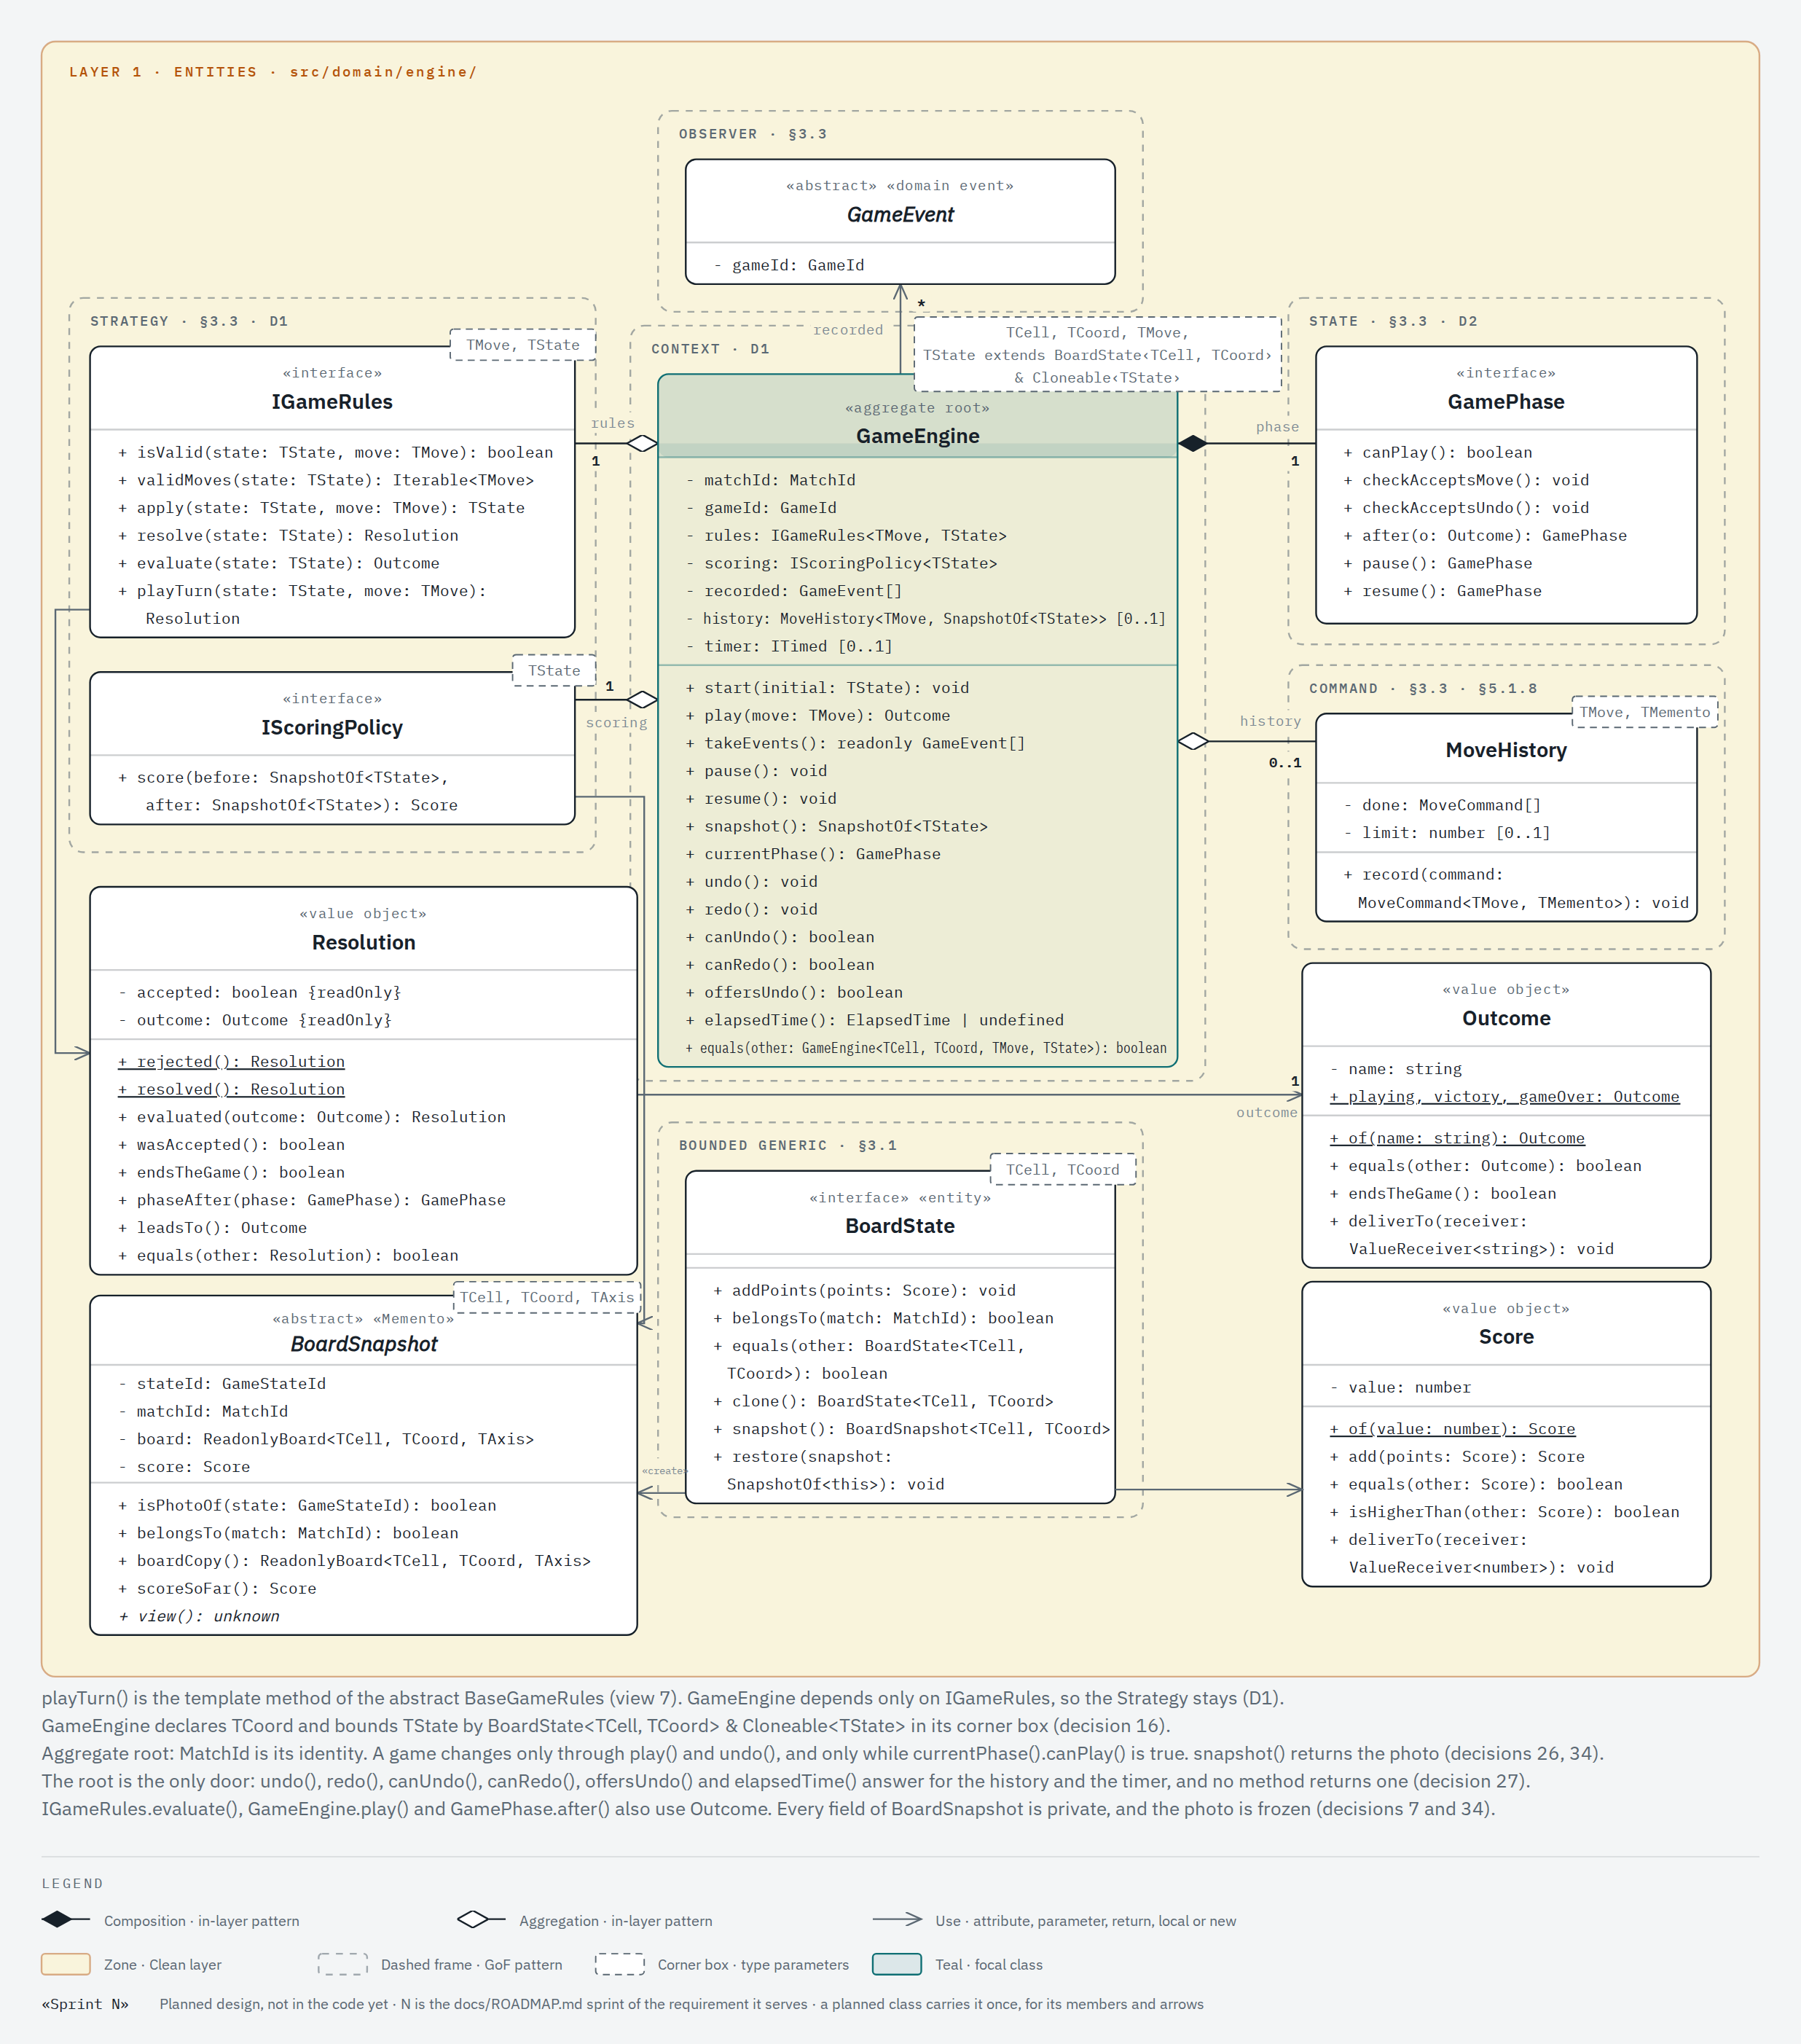 LAYER 1 · ENTITIES · src/domain/engine/
OBSERVER · §3.3
«abstract» «domain event»
GameEvent
- gameId: GameId
*
recorded
STRATEGY · §3.3 · D1
TMove, TState
«interface»
IGameRules
+ isValid(state: TState, move: TMove): boolean
+ validMoves(state: TState): Iterable<TMove>
+ apply(state: TState, move: TMove): TState
+ resolve(state: TState): Resolution
+ evaluate(state: TState): Outcome
+ playTurn(state: TState, move: TMove):
Resolution
rules
1
TState
«interface»
IScoringPolicy
+ score(before: SnapshotOf<TState>,
after: SnapshotOf<TState>): Score
1
scoring
CONTEXT · D1
TCell, TCoord, TMove,
TState extends BoardState‹TCell, TCoord›
& Cloneable‹TState›
«aggregate root»
GameEngine
- matchId: MatchId
- gameId: GameId
- rules: IGameRules<TMove, TState>
- scoring: IScoringPolicy<TState>
- recorded: GameEvent[]
- history: MoveHistory<TMove, SnapshotOf<TState>> [0..1]
- timer: ITimed [0..1]
+ start(initial: TState): void
+ play(move: TMove): Outcome
+ takeEvents(): readonly GameEvent[]
+ pause(): void
+ resume(): void
+ snapshot(): SnapshotOf<TState>
+ currentPhase(): GamePhase
+ undo(): void
+ redo(): void
+ canUndo(): boolean
+ canRedo(): boolean
+ offersUndo(): boolean
+ elapsedTime(): ElapsedTime | undefined
+ equals(other: GameEngine<TCell, TCoord, TMove, TState>): boolean
STATE · §3.3 · D2
«interface»
GamePhase
+ canPlay(): boolean
+ checkAcceptsMove(): void
+ checkAcceptsUndo(): void
+ after(o: Outcome): GamePhase
+ pause(): GamePhase
+ resume(): GamePhase
phase
1
COMMAND · §3.3 · §5.1.8
TMove, TMemento
MoveHistory
- done: MoveCommand[]
- limit: number [0..1]
+ record(command:
MoveCommand<TMove, TMemento>): void
history
0..1
«value object»
Resolution
- accepted: boolean {readOnly}
- outcome: Outcome {readOnly}
+ rejected(): Resolution
+ resolved(): Resolution
+ evaluated(outcome: Outcome): Resolution
+ wasAccepted(): boolean
+ endsTheGame(): boolean
+ phaseAfter(phase: GamePhase): GamePhase
+ leadsTo(): Outcome
+ equals(other: Resolution): boolean
1
outcome
«value object»
Outcome
- name: string
+ playing, victory, gameOver: Outcome
+ of(name: string): Outcome
+ equals(other: Outcome): boolean
+ endsTheGame(): boolean
+ deliverTo(receiver:
ValueReceiver<string>): void
BOUNDED GENERIC · §3.1
TCell, TCoord
«interface» «entity»
BoardState
+ addPoints(points: Score): void
+ belongsTo(match: MatchId): boolean
+ equals(other: BoardState<TCell,
TCoord>): boolean
+ clone(): BoardState<TCell, TCoord>
+ snapshot(): BoardSnapshot<TCell, TCoord>
+ restore(snapshot:
SnapshotOf<this>): void
TCell, TCoord, TAxis
«abstract» «Memento»
BoardSnapshot
- stateId: GameStateId
- matchId: MatchId
- board: ReadonlyBoard<TCell, TCoord, TAxis>
- score: Score
+ isPhotoOf(state: GameStateId): boolean
+ belongsTo(match: MatchId): boolean
+ boardCopy(): ReadonlyBoard<TCell, TCoord, TAxis>
+ scoreSoFar(): Score
+ view(): unknown
«create»
«value object»
Score
- value: number
+ of(value: number): Score
+ add(points: Score): Score
+ equals(other: Score): boolean
+ isHigherThan(other: Score): boolean
+ deliverTo(receiver:
ValueReceiver<number>): void
playTurn() is the template method of the abstract BaseGameRules (view 7). GameEngine depends only on IGameRules, so the Strategy stays (D1).
GameEngine declares TCoord and bounds TState by BoardState<TCell, TCoord> & Cloneable<TState> in its corner box (decision 16).
Aggregate root: MatchId is its identity. A game changes only through play() and undo(), and only while currentPhase().canPlay() is true. snapshot() returns the photo (decisions 26, 34).
The root is the only door: undo(), redo(), canUndo(), canRedo(), offersUndo() and elapsedTime() answer for the history and the timer, and no method returns one (decision 27).
IGameRules.evaluate(), GameEngine.play() and GamePhase.after() also use Outcome. Every field of BoardSnapshot is private, and the photo is frozen (decisions 7 and 34).
LEGEND
Composition · in-layer pattern
Aggregation · in-layer pattern
Use · attribute, parameter, return, local or new
Zone · Clean layer
Dashed frame · GoF pattern
Corner box · type parameters
Teal · focal class
«Sprint N»
Planned design, not in the code yet · N is the docs/ROADMAP.md sprint of the requirement it serves · a planned class carries it once, for its members and arrows